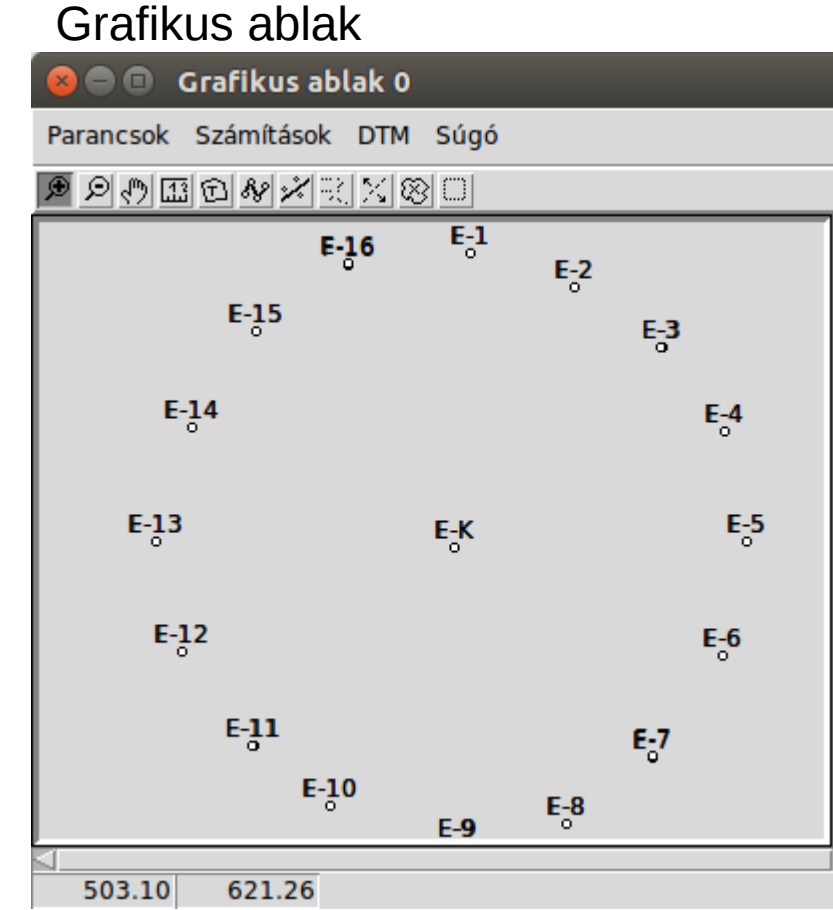 Grafikus ablak
Grafikus ablak 0
Parancsok Számítások DTM Súgó
E-1
E-16
E-2
E-15
E-3
E-14
E-4
E-13
E-K
E-5
E-12
E-6
E-11
E-7
E-10
E-8
E-9
503.10 621.26